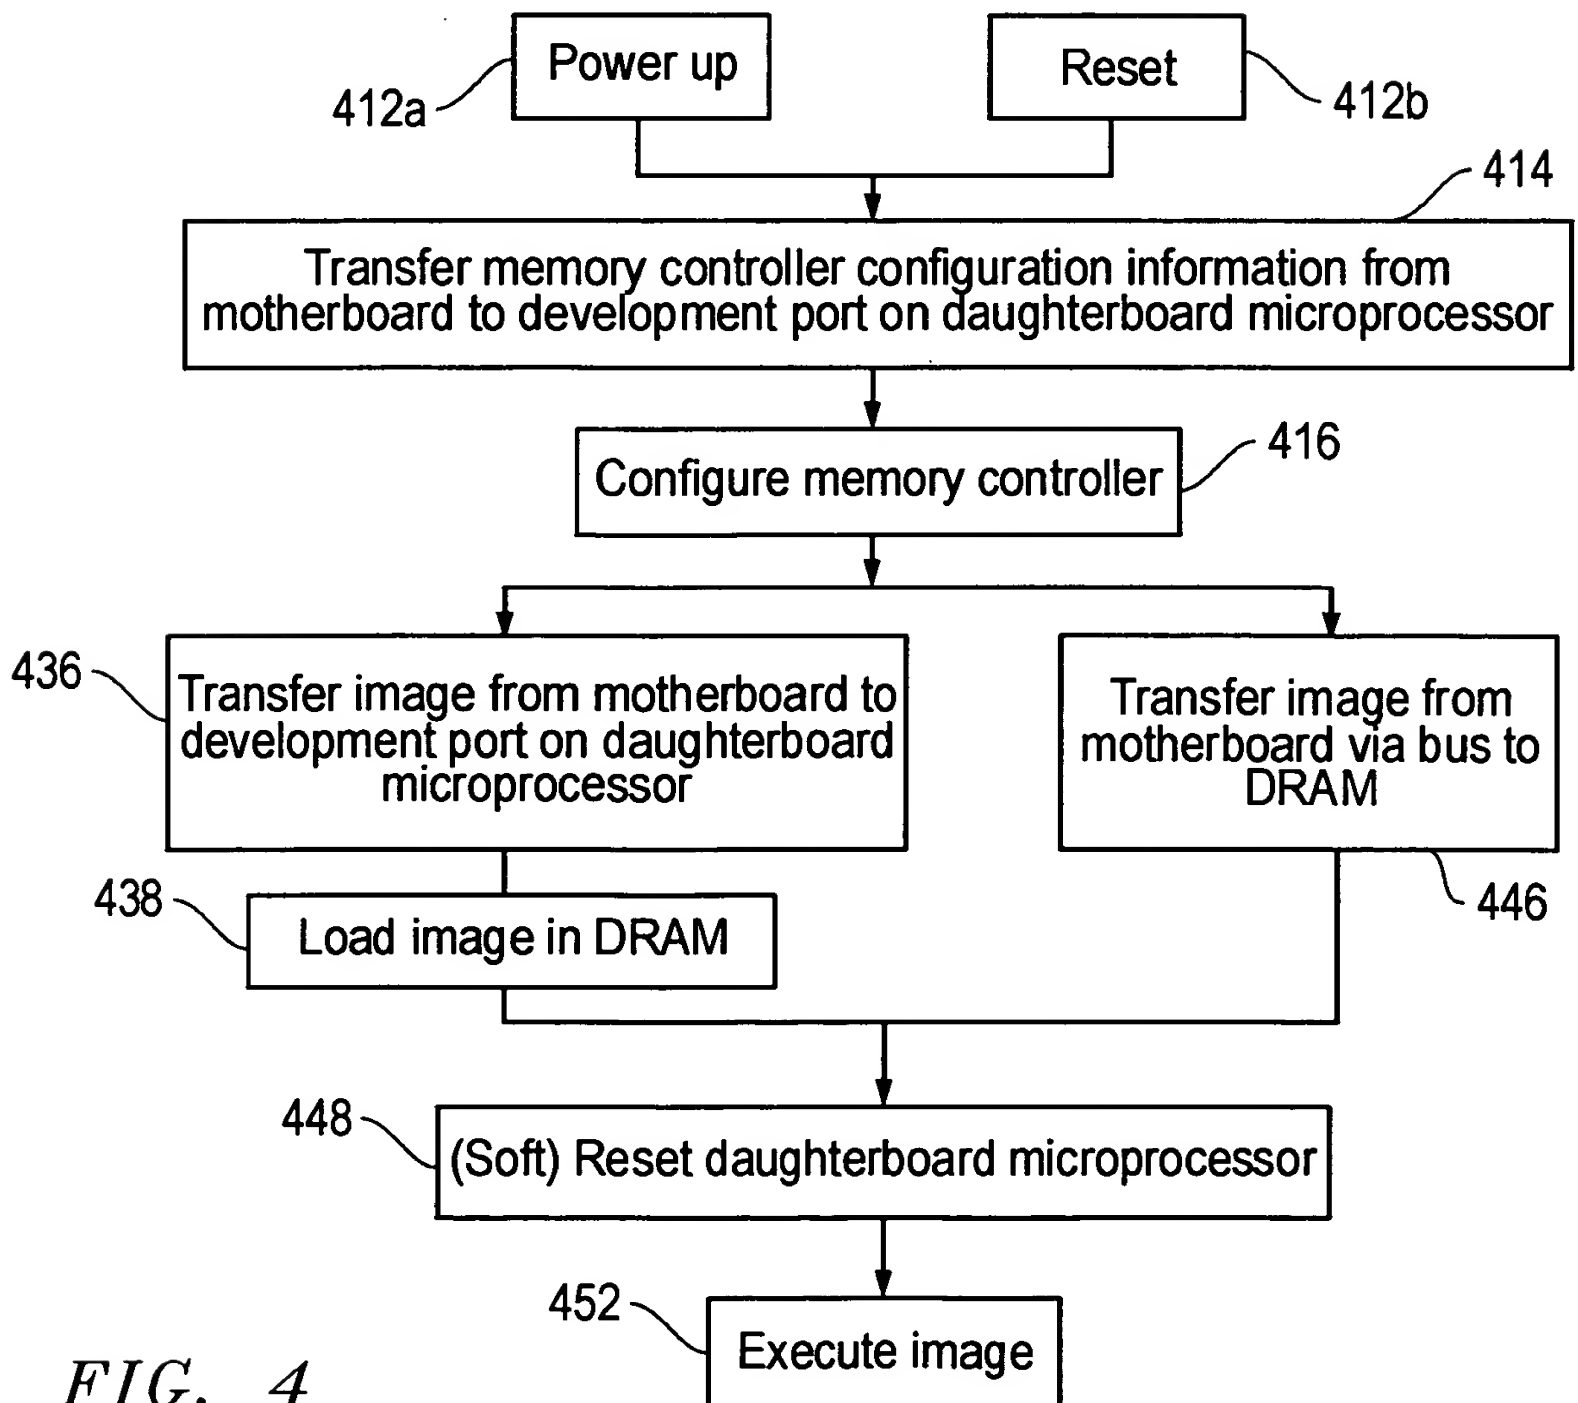 Power up
Reset
412a
412b
414
Transfer memory controller configuration information from
motherboard to development port on daughterboard microprocessor
416
Configure memory controller
436
Transfer image from motherboard to
development port on daughterboard
microprocessor
Transfer image from
motherboard via bus to
DRAM
438
446
Load image in DRAM
448
(Soft) Reset daughterboard microprocessor
452
Execute image
FIG. 4